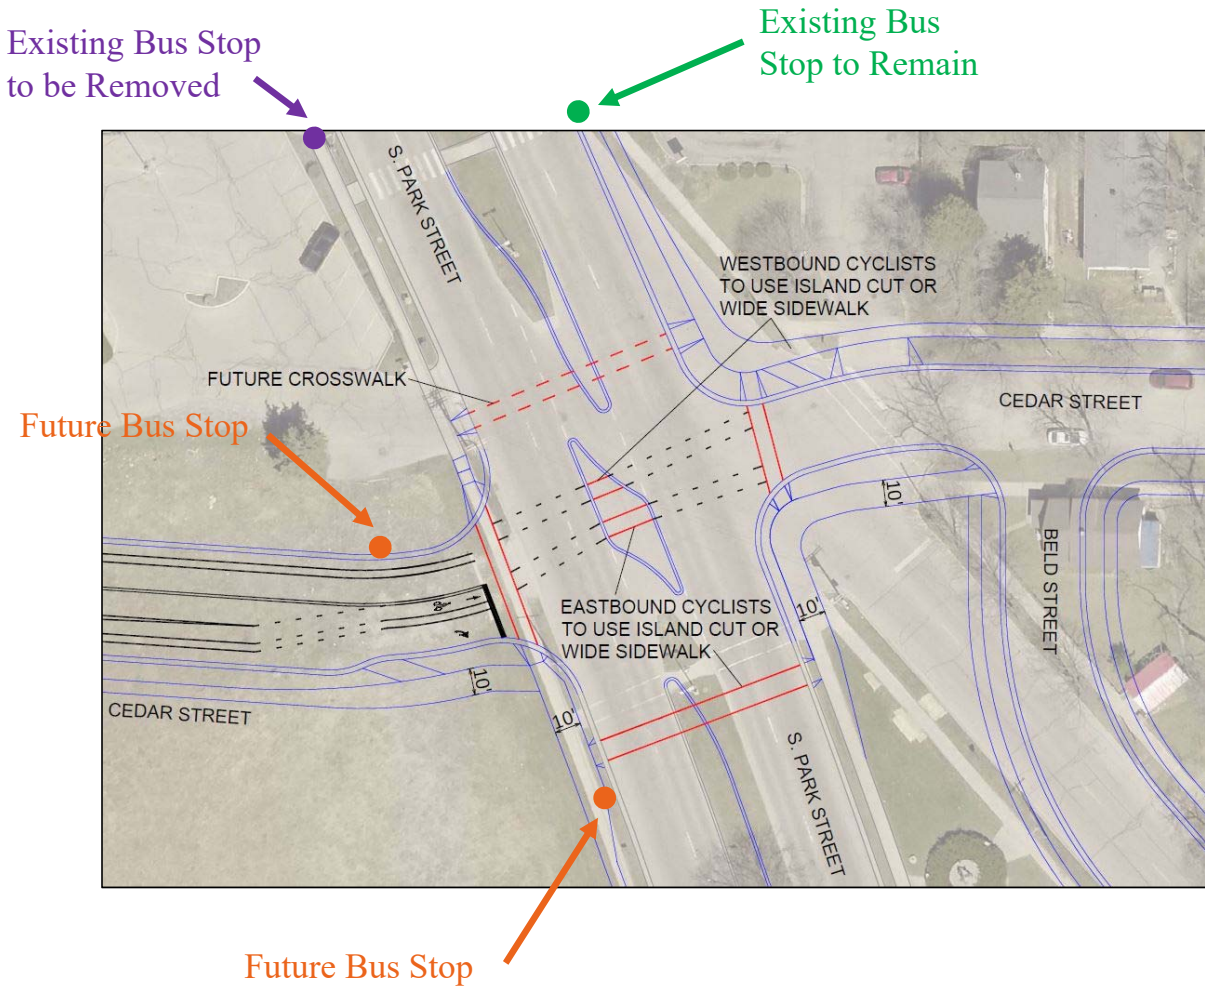 Existing Bus Stop
to be Removed
Existing Bus
Stop to Remain
S. PARK STREET
WESTBOUND CYCLISTS
TO USE ISLAND CUT OR
WIDE SIDEWALK
FUTURE CROSSWALK
CEDAR STREET
Future Bus Stop
10'
BELD STREET
EASTBOUND CYCLISTS
TO USE ISLAND CUT OR
WIDE SIDEWALK
10'
10'
CEDAR STREET
10'
S. PARK STREET
Future Bus Stop